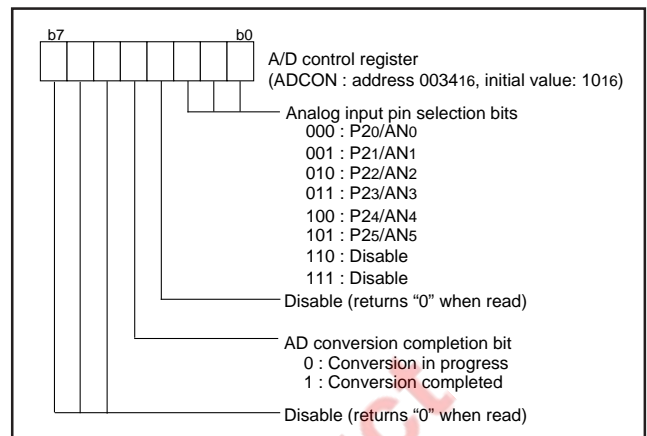 b7 b0
A/D control register
(ADCON : address 003416, initial value: 1016)
Analog input pin selection bits
000 : P20/AN0
001 : P21/AN1
010 : P22/AN2
011 : P23/AN3
100 : P24/AN4
101 : P25/AN5
110 : Disable
111 : Disable
Disable (returns “0” when read)
AD conversion completion bit
0 : Conversion in progress
1 : Conversion completed
Disable (returns “0” when read)